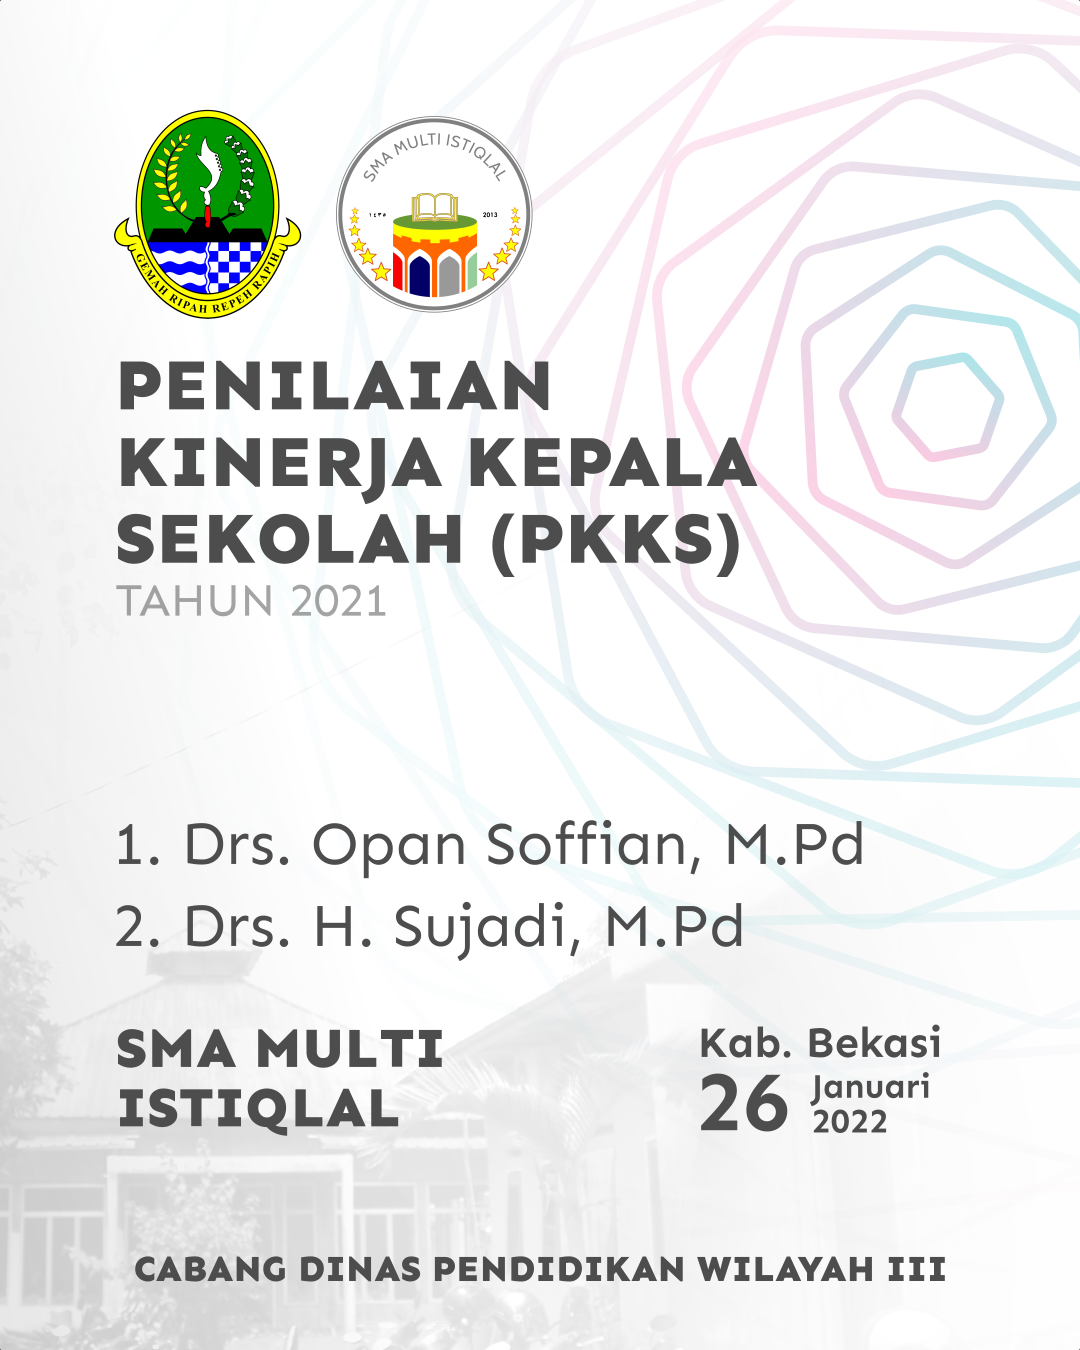 GEMAH RIPAH REPEH RAPIH
SMA MULTI ISTIQLAL
١٤٣٥ 2013
PENILAIAN
KINERJA KEPALA
SEKOLAH (PKKS)
TAHUN 2021
1. Drs. Opan Soffian, M.Pd
2. Drs. H. Sujadi, M.Pd
SMA MULTI
ISTIQLAL
Kab. Bekasi
26 Januari
2022
CABANG DINAS PENDIDIKAN WILAYAH III